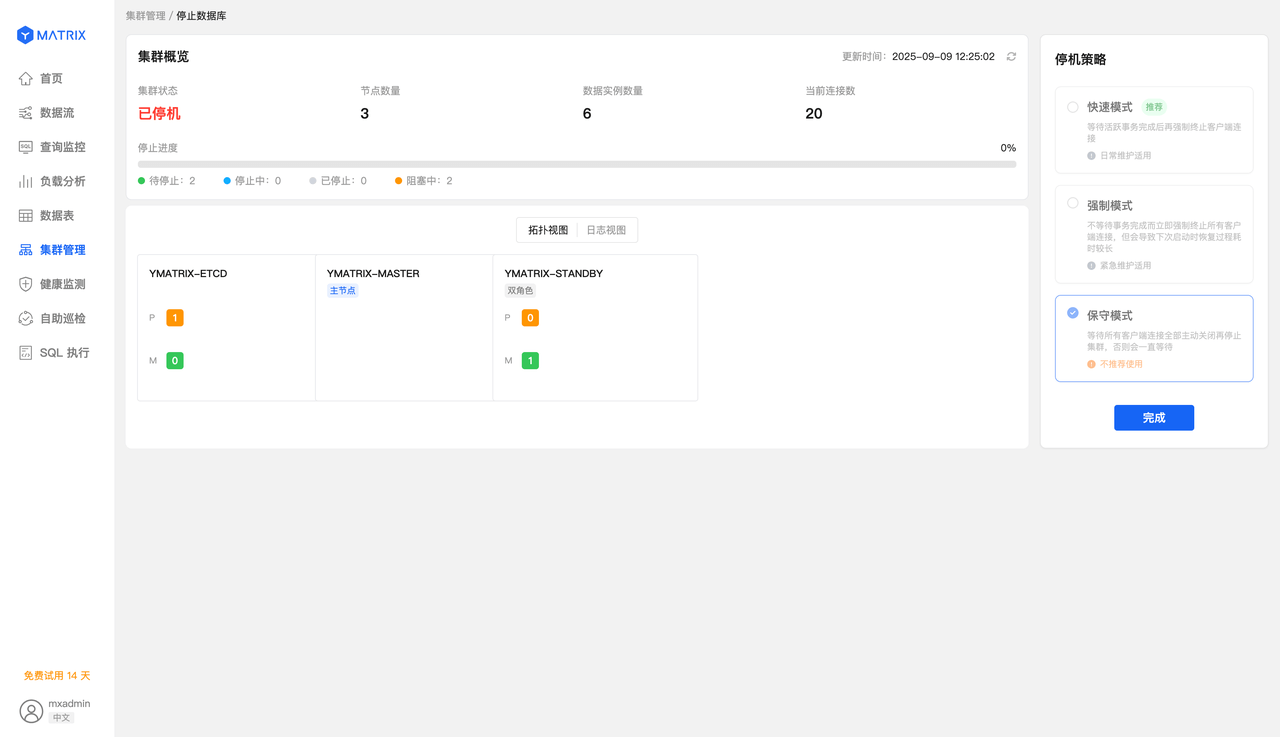 MATRIX
首页
数据流
查询监控
负载分析
数据表
集群管理
健康监测
自助巡检
SQL 执行
免费试用 14 天
mxadmin
中文
集群管理 / 停止数据库
集群概览
更新时间： 2025-09-09 12:25:02
集群状态
已停机
节点数量
3
数据实例数量
6
当前连接数
20
停止进度
0%
待停止： 2
停止中： 0
已停止： 0
阻塞中： 2
拓扑视图
日志视图
YMATRIX-ETCD
P 1
M 0
YMATRIX-MASTER
主节点
YMATRIX-STANDBY
双角色
P 0
M 1
停机策略
快速模式 推荐
等待活跃事务完成后再强制终止客户端连
接
日常维护适用
强制模式
不等待事务完成而立即强制终止所有客户
端连接，但会导致下次启动时恢复过程耗
时较长
紧急维护适用
保守模式
等待所有客户端连接全部主动关闭再停止
集群，否则会一直等待
不推荐使用
完成